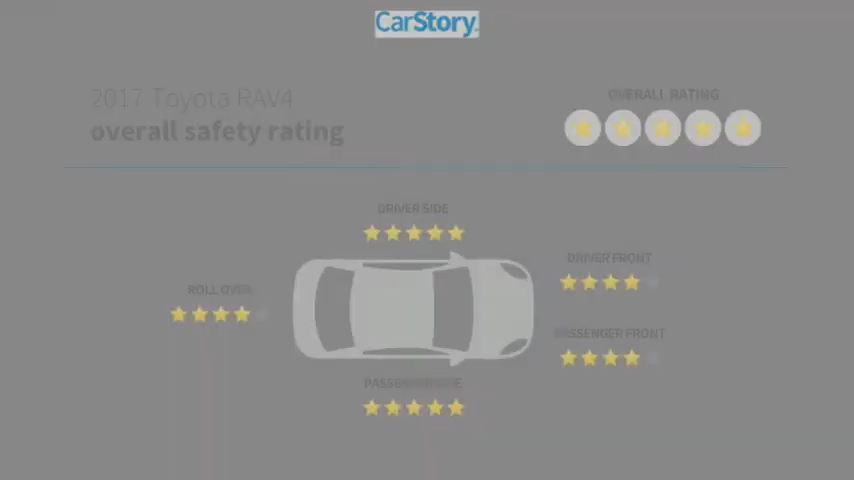 CarStory
2017 Toyota RAV4
overall safety rating
OVERALL RATING
DRIVER SIDE
DRIVER FRONT
ROLL OVER
PASSENGER FRONT
PASSENGER SIDE